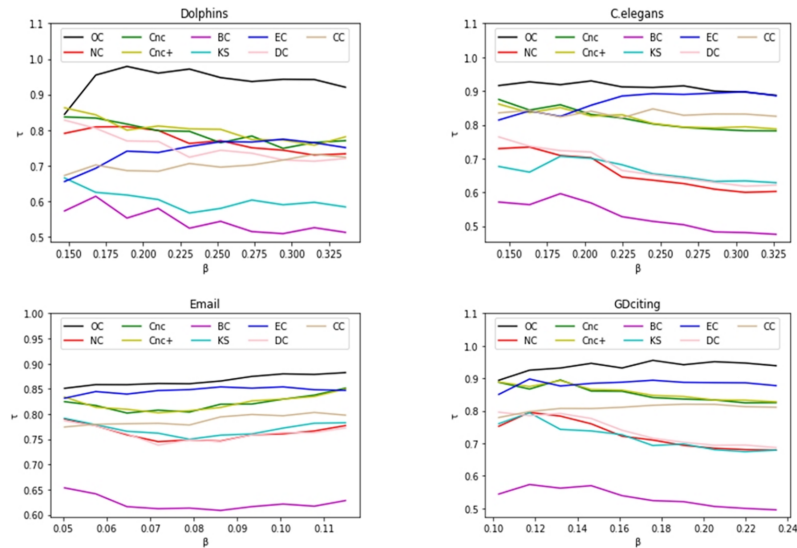 Dolphins
1.1
1.0
0.9
0.8
0.7
0.6
0.5
τ
OC Cnc BC EC CC
NC Cnc+ KS DC
0.150 0.175 0.200 0.225 0.250 0.275 0.300 0.325
β
C.elegans
1.1
1.0
0.9
0.8
0.7
0.6
0.5
τ
OC Cnc BC EC CC
NC Cnc+ KS DC
0.150 0.175 0.200 0.225 0.250 0.275 0.300 0.325
β
Email
1.00
0.95
0.90
0.85
0.80
0.75
0.70
0.65
0.60
τ
OC Cnc BC EC CC
NC Cnc+ KS DC
0.05 0.06 0.07 0.08 0.09 0.10 0.11
β
GDciting
1.1
1.0
0.9
0.8
0.7
0.6
0.5
τ
OC Cnc BC EC CC
NC Cnc+ KS DC
0.10 0.12 0.14 0.16 0.18 0.20 0.22 0.24
β